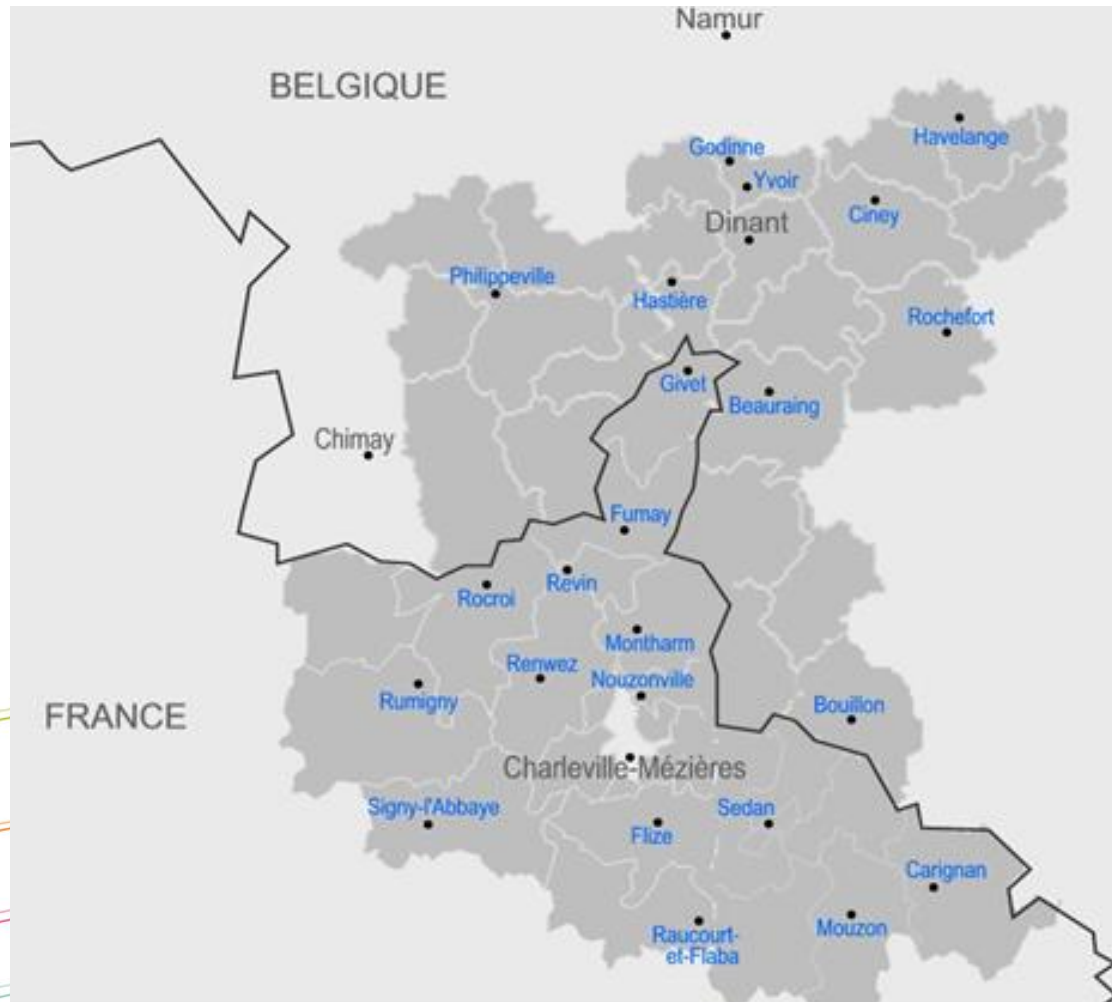 Namur
BELGIQUE
Havelange
Godinne
Yvoir
Ciney
Dinant
Philippeville
Hastière
Rochefort
Givet
Beauraing
Chimay
Fumay
Revin
Rocroi
Montharm
Renwez
Nouzonville
Rumigny
Bouillon
FRANCE
Charleville-Mézières
Signy-l'Abbaye
Sedan
Flize
Carignan
Mouzon
Raucourt-
et-Flaba